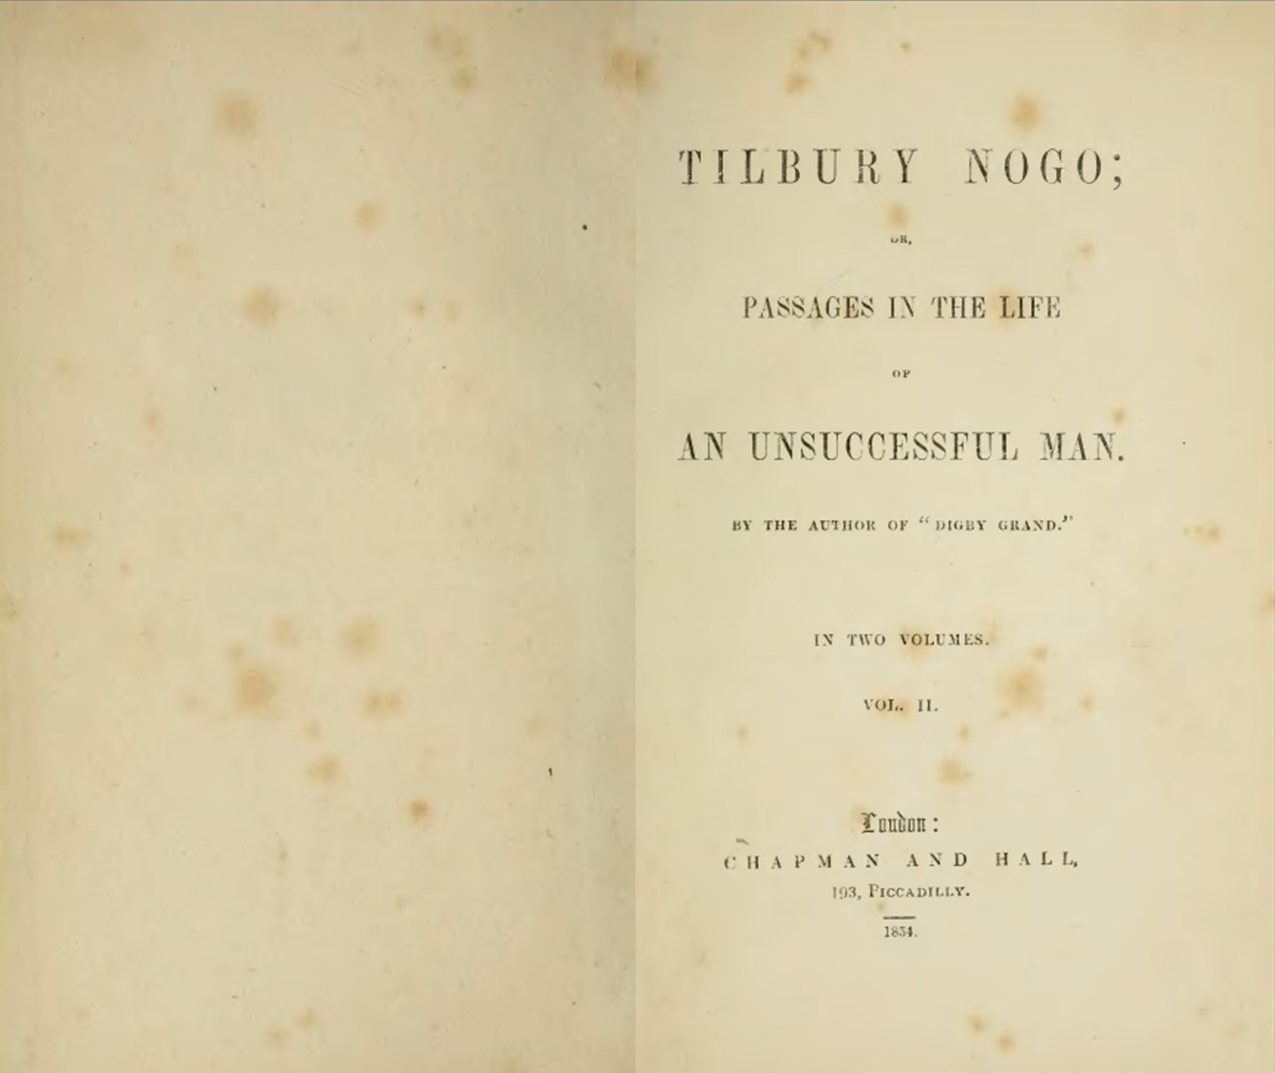 TILBURY NOGO;
OR,
PASSAGES IN THE LIFE
OF
AN UNSUCCESSFUL MAN.
BY THE AUTHOR OF "DIGBY GRAND."
IN TWO VOLUMES.
VOL. II.
London:
CHAPMAN AND HALL,
193, PICCADILLY.
1854.